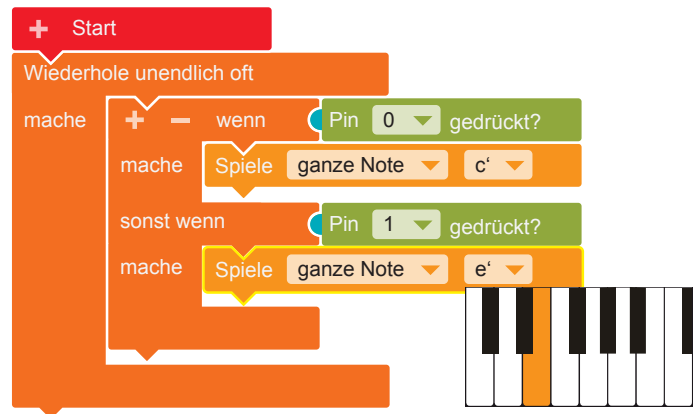 + Start
Wiederhole unendlich oft
mache + − wenn Pin 0 gedrückt?
mache Spiele ganze Note c‘
sonst wenn Pin 1 gedrückt?
mache Spiele ganze Note e‘